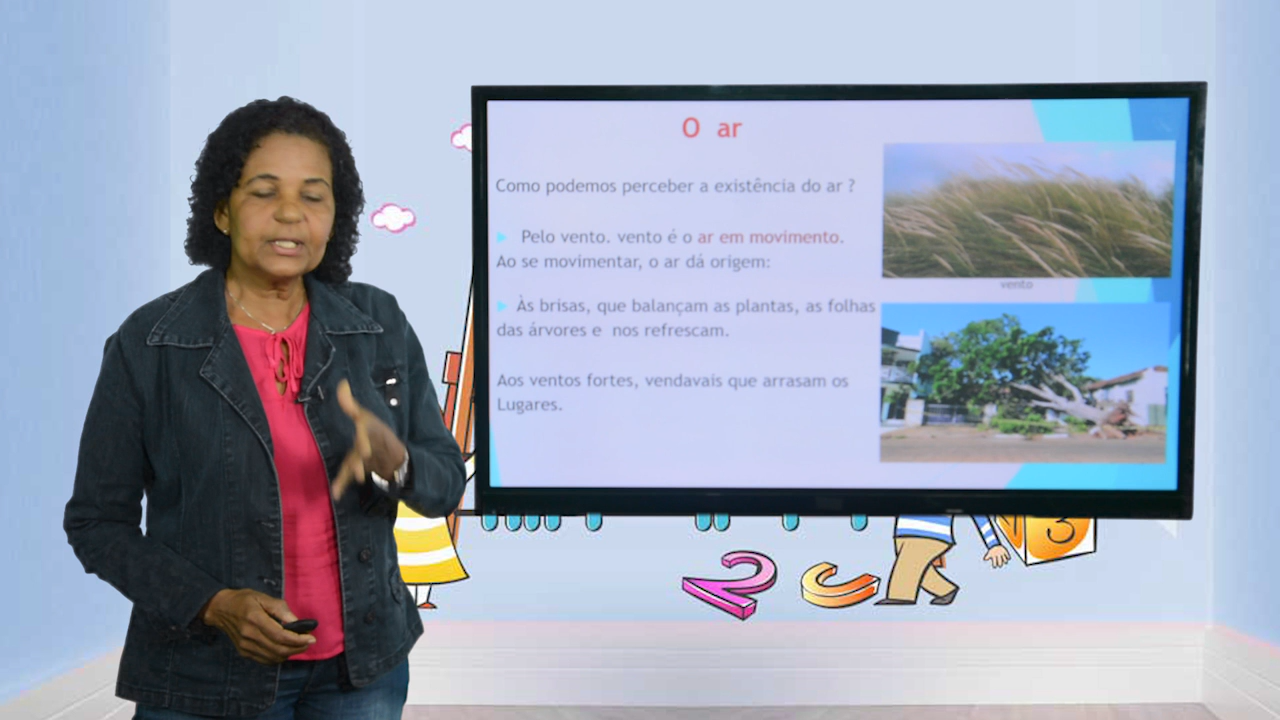 O ar
Como podemos perceber a existência do ar ?
Pelo vento. vento é o ar em movimento.
Ao se movimentar, o ar dá origem:
Às brisas, que balançam as plantas, as folhas
das árvores e nos refrescam.
Aos ventos fortes, vendavais que arrasam os
Lugares.
vento
2
3